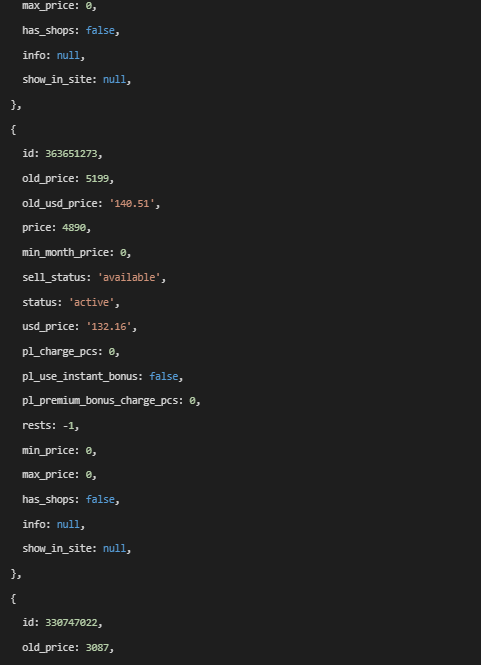 max_price: 0,
has_shops: false,
info: null,
show_in_site: null,
},
{
id: 363651273,
old_price: 5199,
old_usd_price: '140.51',
price: 4890,
min_month_price: 0,
sell_status: 'available',
status: 'active',
usd_price: '132.16',
pl_charge_pcs: 0,
pl_use_instant_bonus: false,
pl_premium_bonus_charge_pcs: 0,
rests: -1,
min_price: 0,
max_price: 0,
has_shops: false,
info: null,
show_in_site: null,
},
{
id: 330747022,
old_price: 3087,